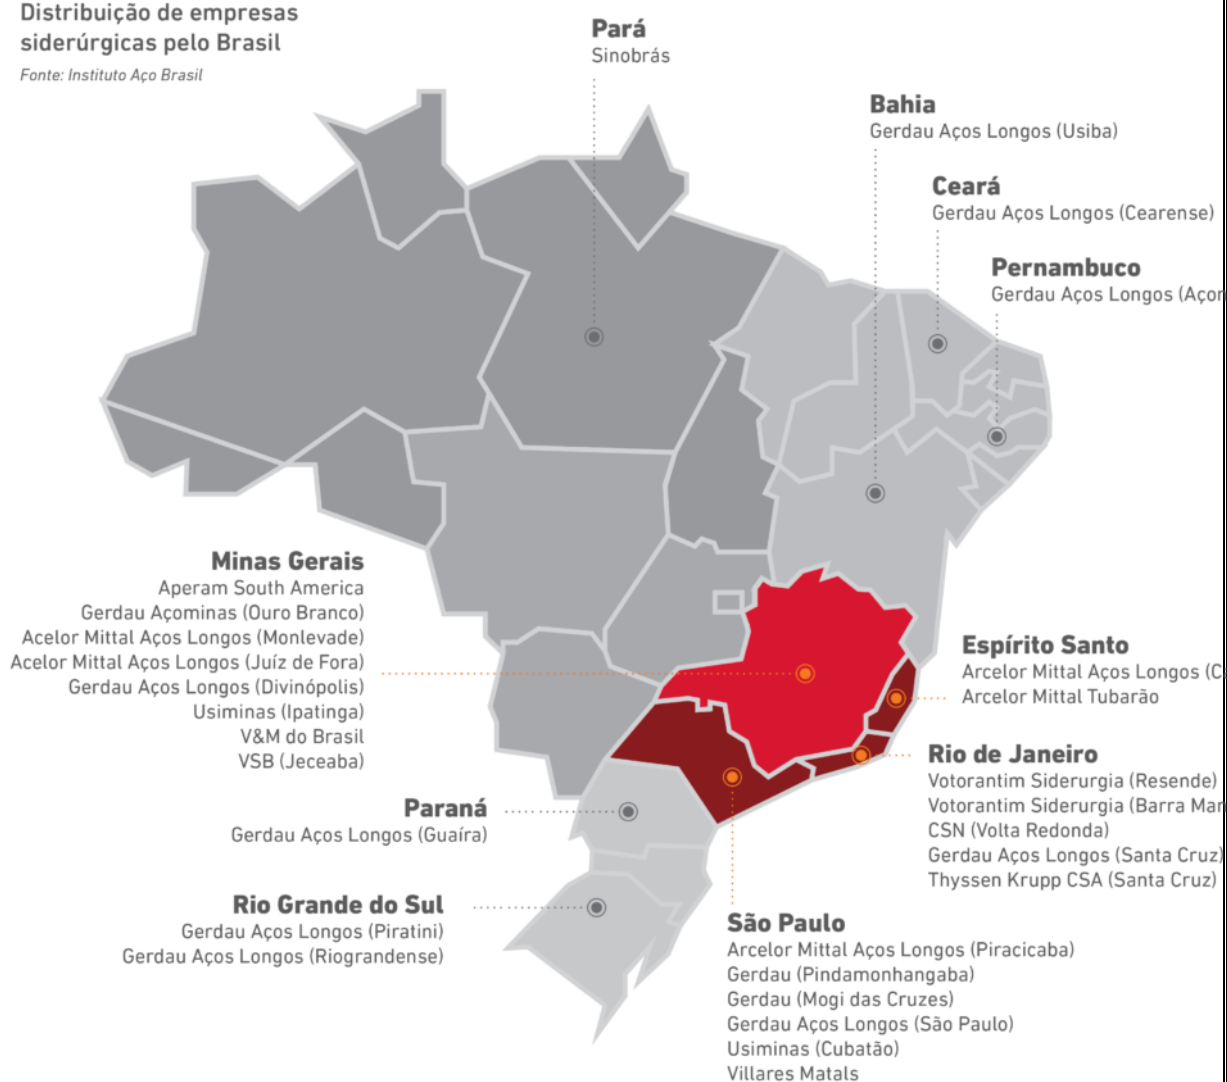 Distribuição de empresas
siderúrgicas pelo Brasil
Fonte: Instituto Aço Brasil
Pará
Sinobrás
Bahia
Gerdau Aços Longos (Usiba)
Ceará
Gerdau Aços Longos (Cearense)
Pernambuco
Gerdau Aços Longos
Minas Gerais
Aperam South America
Gerdau Açominas (Ouro Branco)
Acelor Mittal Aços Longos (Monlevade)
Acelor Mittal Aços Longos (Juíz de Fora)
Gerdau Aços Longos (Divinópolis)
Usiminas (Ipatinga)
V&M do Brasil
VSB (Jeceaba)
Espírito Santo
Arcelor Mittal Aços Longos
Arcelor Mittal Tubarão
Rio de Janeiro
Votorantim Siderurgia (Resende)
Votorantim Siderurgia (Barra
CSN (Volta Redonda)
Gerdau Aços Longos (Santa Cruz)
Thyssen Krupp CSA (Santa Cruz)
Paraná
Gerdau Aços Longos (Guaíra)
Rio Grande do Sul
Gerdau Aços Longos (Piratini)
Gerdau Aços Longos (Riograndense)
São Paulo
Arcelor Mittal Aços Longos (Piracicaba)
Gerdau (Pindamonhangaba)
Gerdau (Mogi das Cruzes)
Gerdau Aços Longos (São Paulo)
Usiminas (Cubatão)
Villares Matals